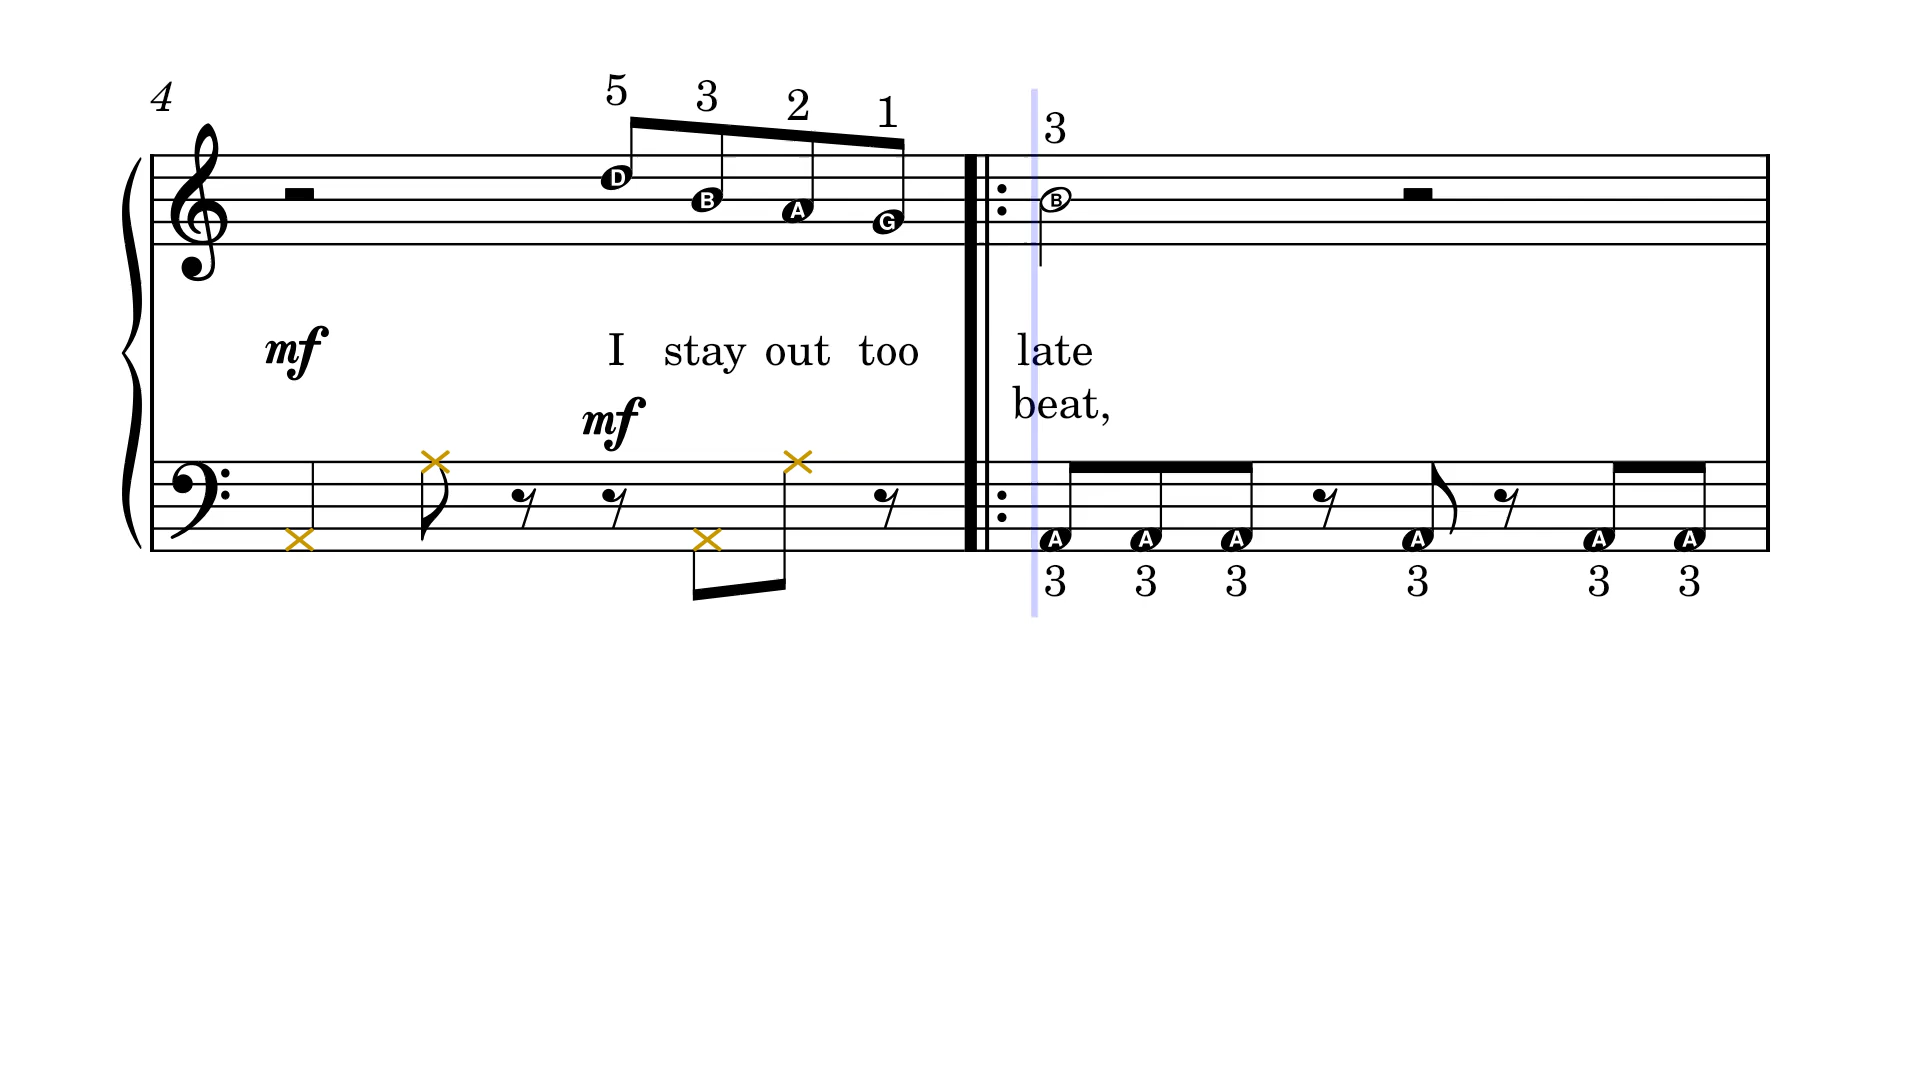 4
5 3 2 1 3
D B A G B
mf I stay out too late
beat,
mf
A A A A A A
3 3 3 3 3 3